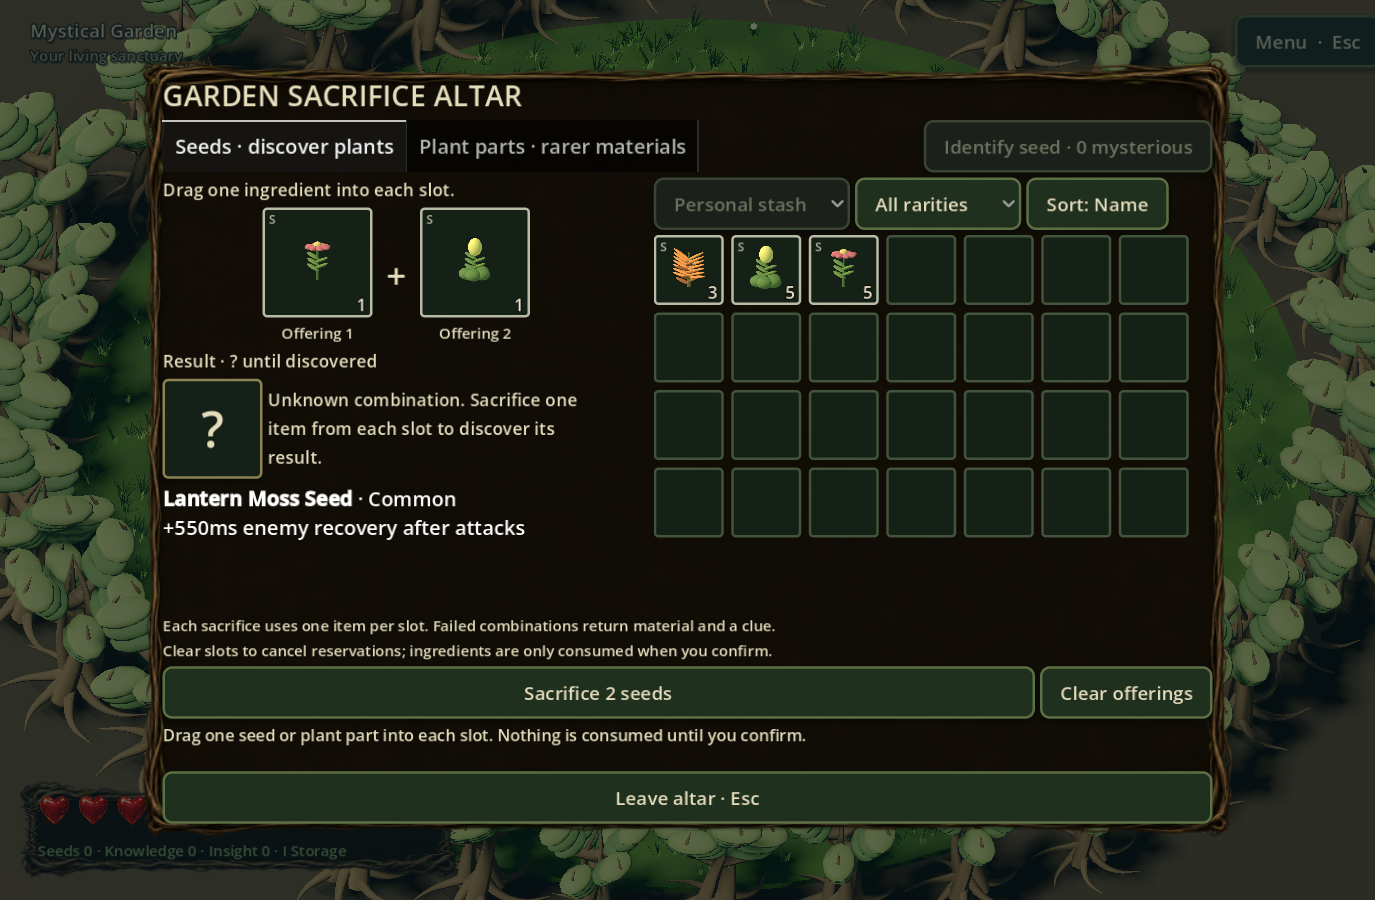 Mystical Garden
Your living sanctuary
Menu · Esc
GARDEN SACRIFICE ALTAR
Seeds · discover plants
Plant parts · rarer materials
Identify seed · 0 mysterious
Drag one ingredient into each slot.
Personal stash
All rarities
Sort: Name
S
1
+
S
1
S
3
S
5
S
5
Offering 1
Offering 2
Result · ? until discovered
?
Unknown combination. Sacrifice one
item from each slot to discover its
result.
Lantern Moss Seed · Common
+550ms enemy recovery after attacks
Each sacrifice uses one item per slot. Failed combinations return material and a clue.
Clear slots to cancel reservations; ingredients are only consumed when you confirm.
Sacrifice 2 seeds
Clear offerings
Drag one seed or plant part into each slot. Nothing is consumed until you confirm.
Leave altar · Esc
Seeds 0 · Knowledge 0 · Insight 0 · I Storage